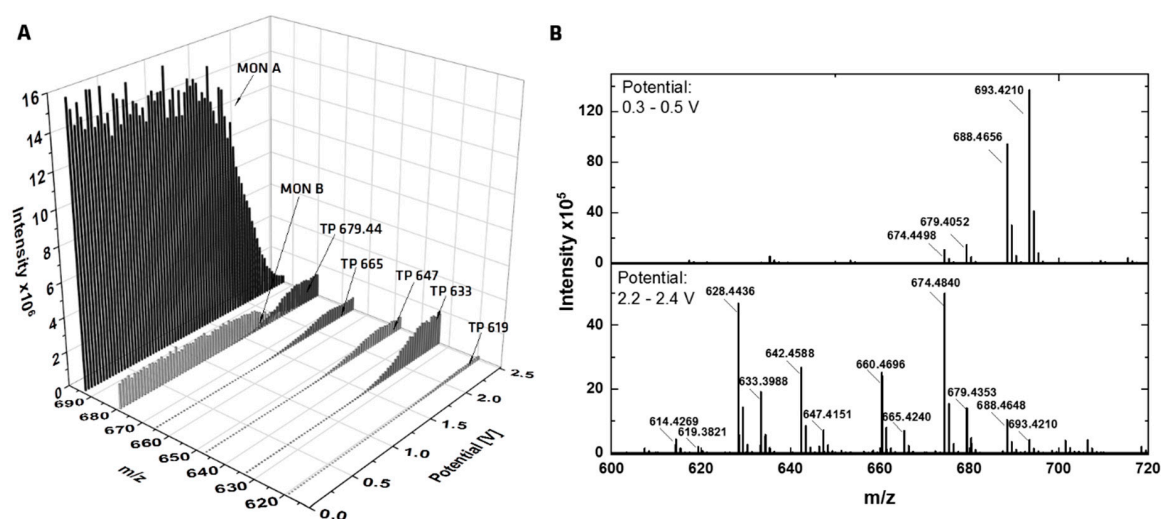 A
MON A
MON B
TP 679.44
TP 665
TP 647
TP 633
TP 619
Intensity x10⁶
16
14
12
10
8
6
4
2
0
690
680
670
660
650
640
630
620
m/z
0.0
0.5
1.0
1.5
2.0
2.5
Potential [V]
B
Potential:
0.3 - 0.5 V
693.4210
688.4656
679.4052
674.4498
120
80
40
0
Intensity x10⁵
Potential:
2.2 - 2.4 V
674.4840
628.4436
642.4588
660.4696
633.3988
679.4353
647.4151
665.4240
688.4648
614.4269
619.3821
693.4210
40
20
0
600 620 640 660 680 700 720
m/z